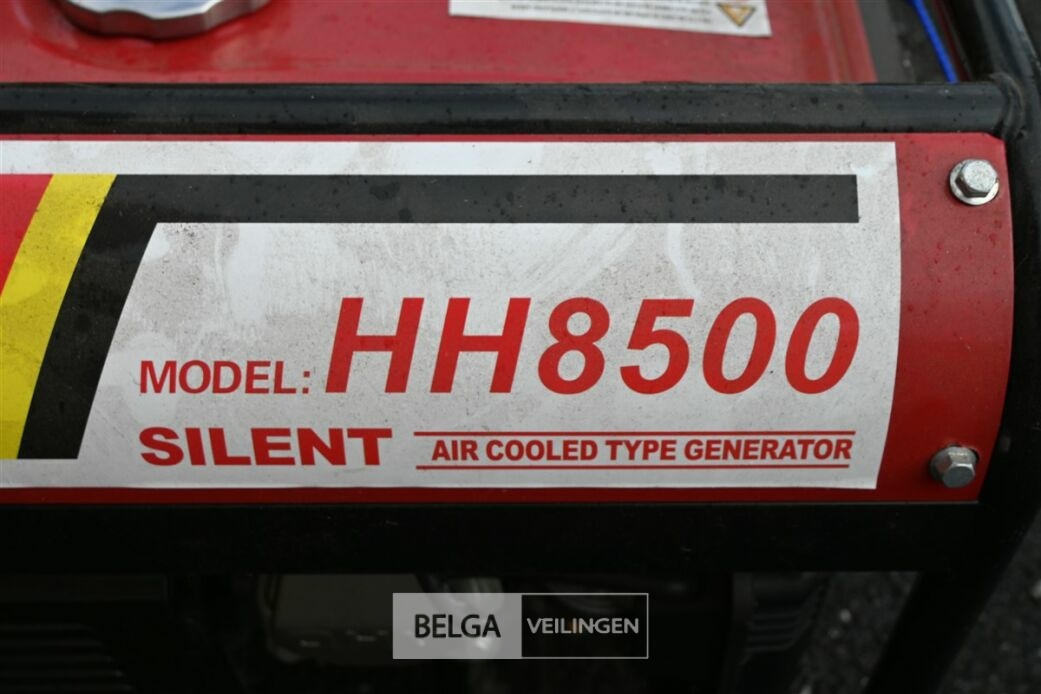 MODEL: HH8500
SILENT AIR COOLED TYPE GENERATOR
BELGA VEILINGEN